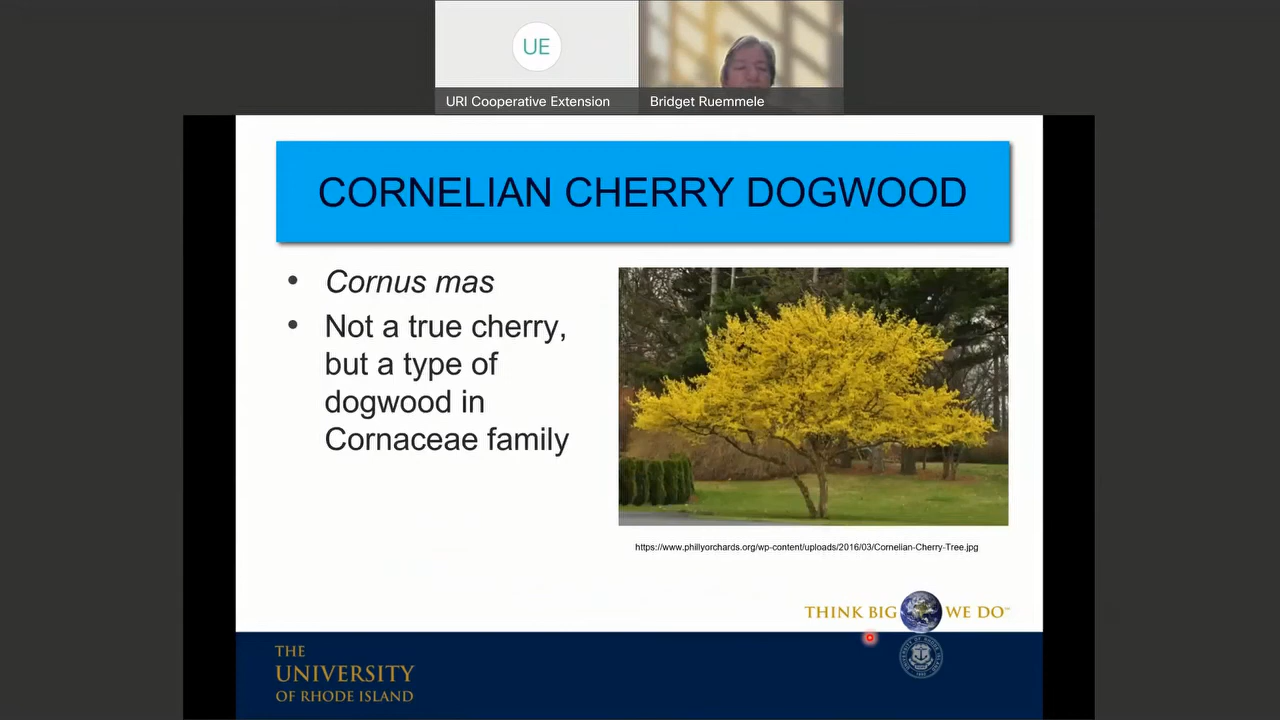 UE
URI Cooperative Extension
Bridget Ruemmele
CORNELIAN CHERRY DOGWOOD
• Cornus mas
• Not a true cherry,
but a type of
dogwood in
Cornaceae family
https://www.phillyorchards.org/wp-content/uploads/2016/03/Cornelian-Cherry-Tree.jpg
THINK BIG WE DO™
THE
UNIVERSITY
OF RHODE ISLAND